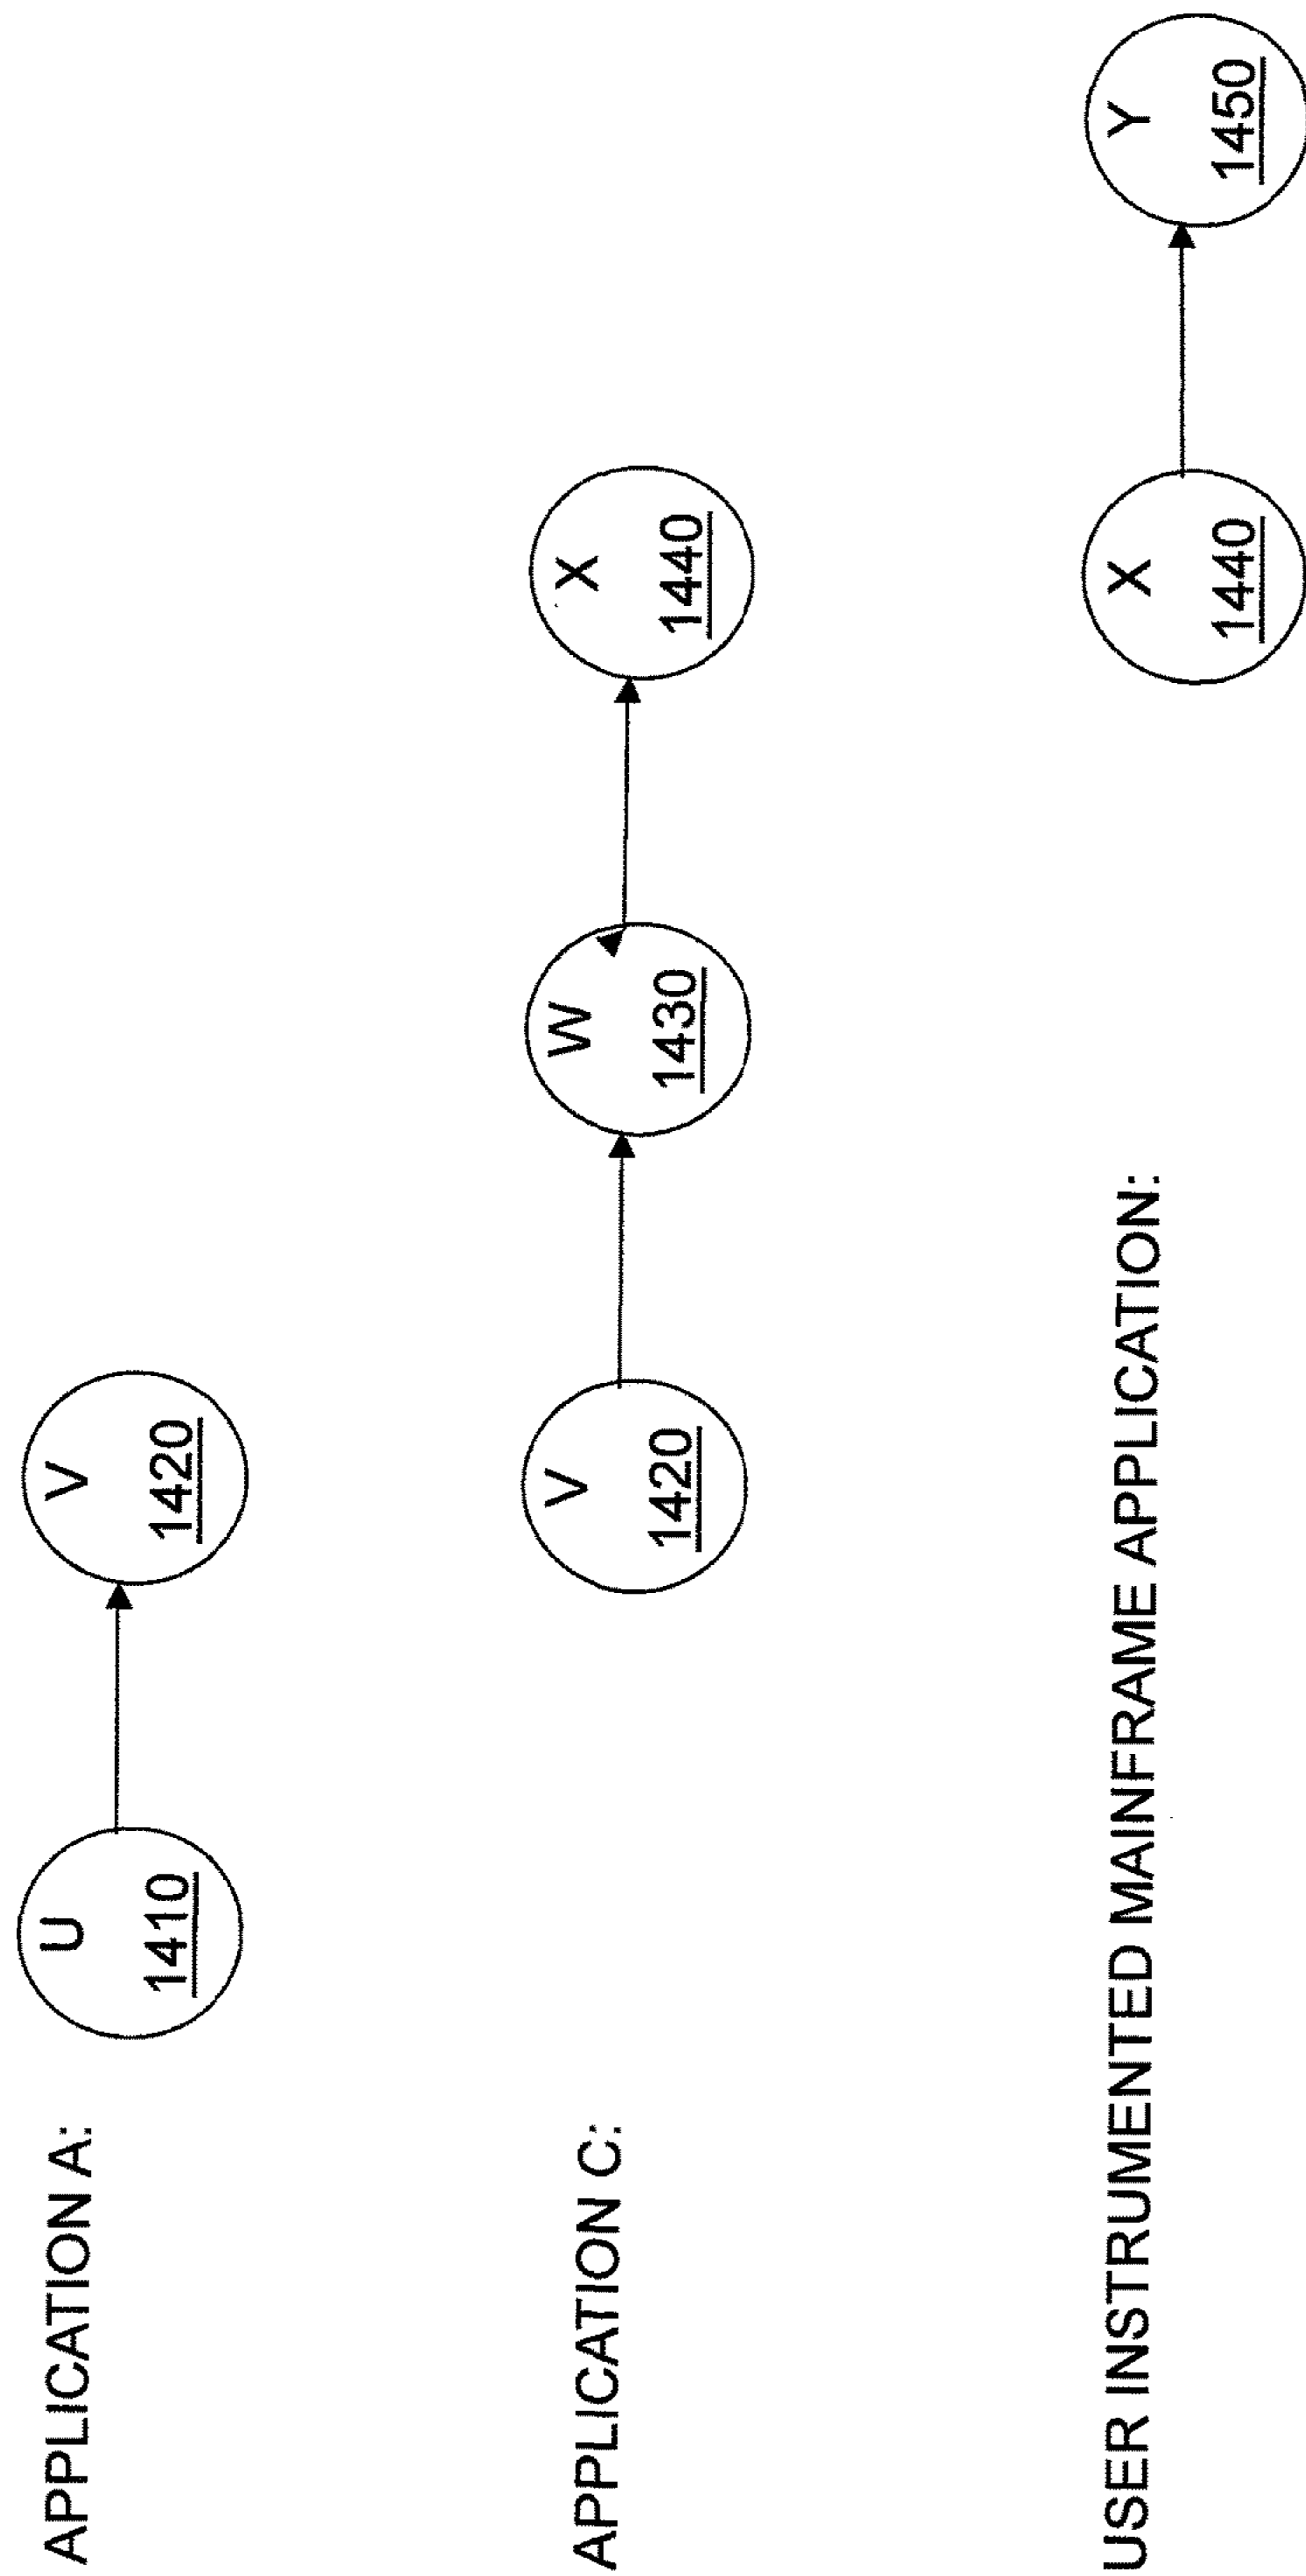 APPLICATION A:
U
1410
V
1420
APPLICATION C:
V
1420
W
1430
X
1440
USER INSTRUMENTED MAINFRAME APPLICATION:
X
1440
Y
1450